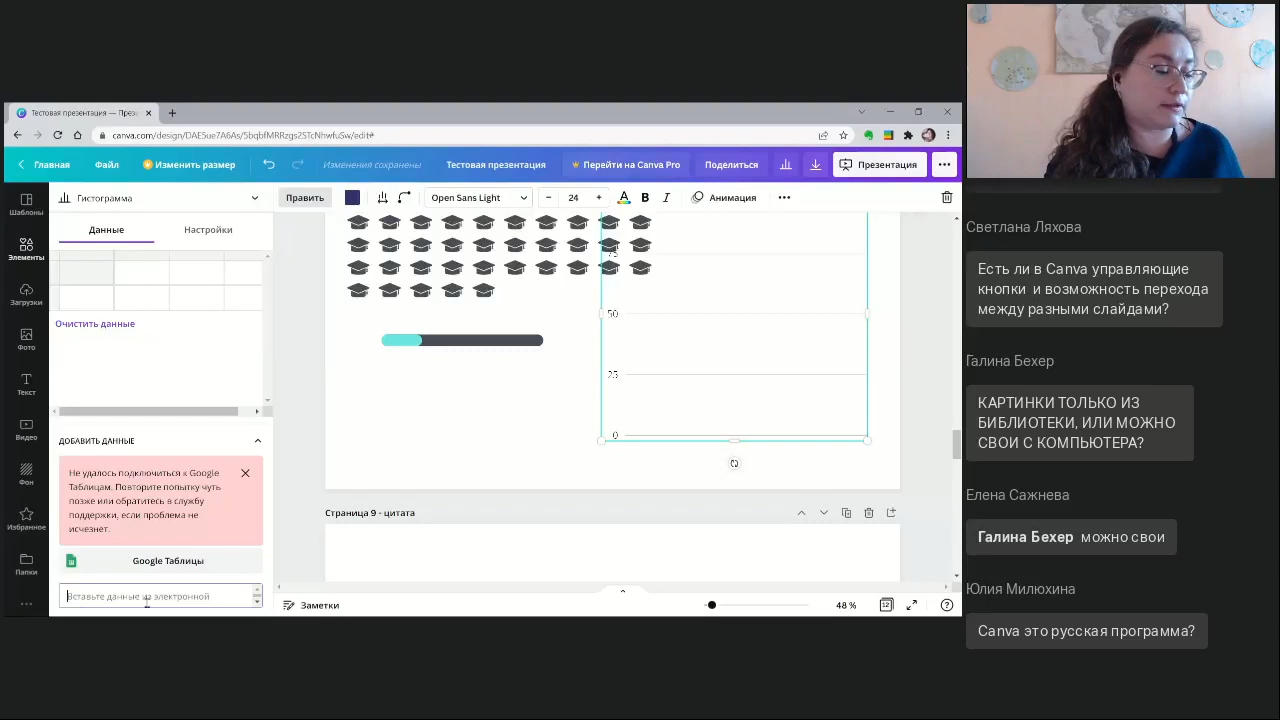 Тестовая презентация — През
canva.com/design/DAE5ue7A6As/5bqbfMRRzgs2STcNhwfuSw/edit#
Главная
Файл
Изменить размер
Изменения сохранены
Тестовая презентация
Перейти на Canva Pro
Поделиться
Презентация
Шаблоны
Элементы
Загрузки
Фото
Текст
Видео
Фон
Избранное
Папки
Гистограмма
Править
Open Sans Light
24
A
B
I
Анимация
Данные
Настройки
Очистить данные
ДОБАВИТЬ ДАННЫЕ
Не удалось подключиться к Google
Таблицам. Повторите попытку чуть
позже или обратитесь в службу
поддержки, если проблема не
исчезнет.
Google Таблицы
Вставьте данные из электронной
75
50
25
0
Страница 9 - цитата
Заметки
48 %
12
Светлана Ляхова
Есть ли в Canva управляющие
кнопки и возможность перехода
между разными слайдами?
Галина Бехер
КАРТИНКИ ТОЛЬКО ИЗ
БИБЛИОТЕКИ, ИЛИ МОЖНО
СВОИ С КОМПЬЮТЕРА?
Елена Сажнева
Галина Бехер можно свои
Юлия Милюхина
Canva это русская программа?